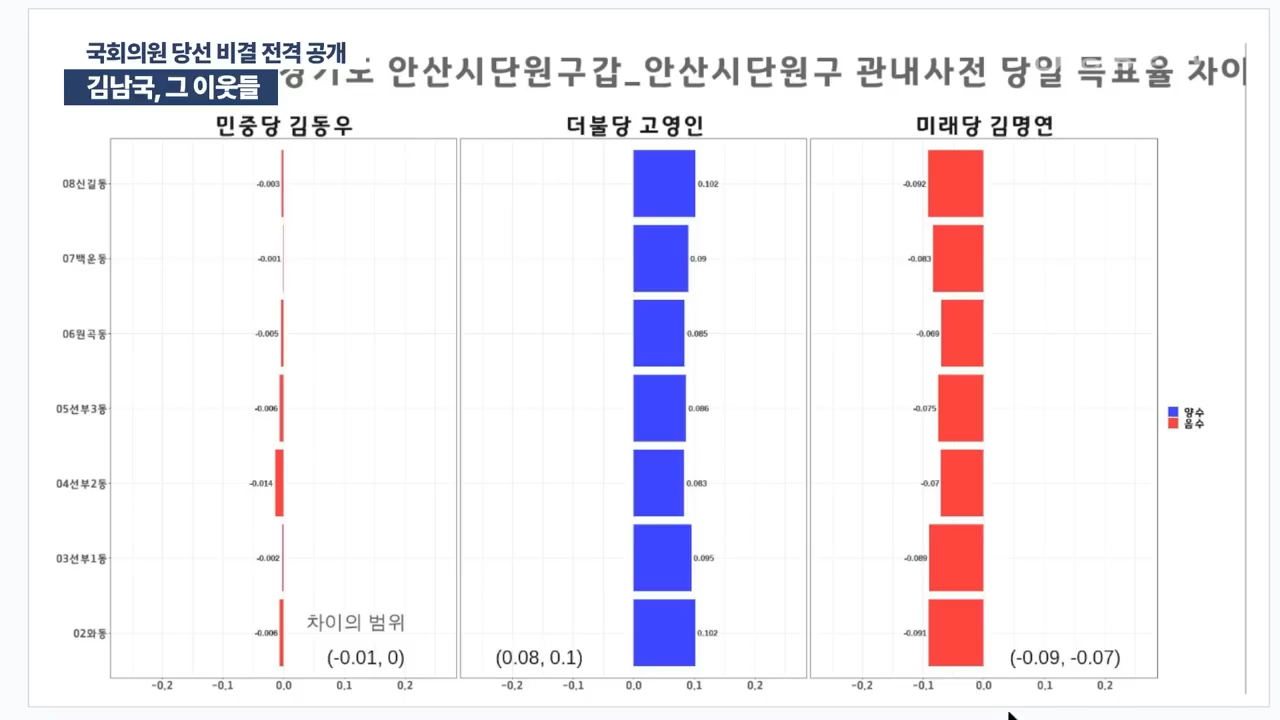 국회의원 당선 비결 전격 공개
김남국, 그 이웃들
경기도 안산시단원구갑_안산시단원구 관내사전 당일 득표율 차이
민중당 김동우
더불당 고영인
미래당 김명연
08신길동
-0.003
0.102
-0.092
07백운동
-0.001
0.09
-0.083
06원곡동
-0.005
0.085
-0.069
05선부3동
-0.006
0.086
-0.075
양수
음수
04선부2동
-0.014
0.083
-0.07
03선부1동
-0.002
0.095
-0.089
차이의 범위
02와동
-0.006
0.102
-0.091
(-0.01, 0)
(0.08, 0.1)
(-0.09, -0.07)
-0.2 -0.1 0.0 0.1 0.2
-0.2 -0.1 0.0 0.1 0.2
-0.2 -0.1 0.0 0.1 0.2